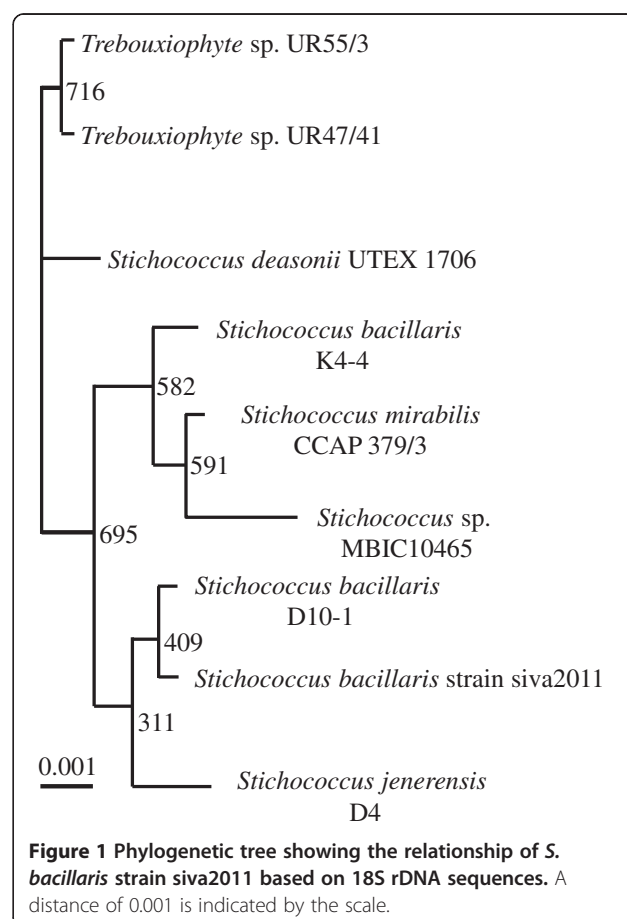 Trebouxiophyte sp. UR55/3
716
Trebouxiophyte sp. UR47/41
Stichococcus deasonii UTEX 1706
Stichococcus bacillaris
K4-4
582
Stichococcus mirabilis
CCAP 379/3
591
Stichococcus sp.
MBIC10465
695
Stichococcus bacillaris
D10-1
409
Stichococcus bacillaris strain siva2011
311
0.001
Stichococcus jenerensis
D4
Figure 1 Phylogenetic tree showing the relationship of S.
bacillaris strain siva2011 based on 18S rDNA sequences. A
distance of 0.001 is indicated by the scale.